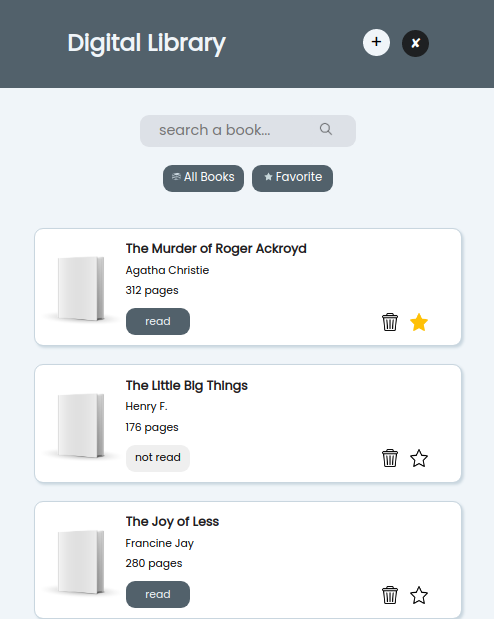 Digital Library
search a book...
All Books
Favorite
The Murder of Roger Ackroyd
Agatha Christie
312 pages
read
The Little Big Things
Henry F.
176 pages
not read
The Joy of Less
Francine Jay
280 pages
read